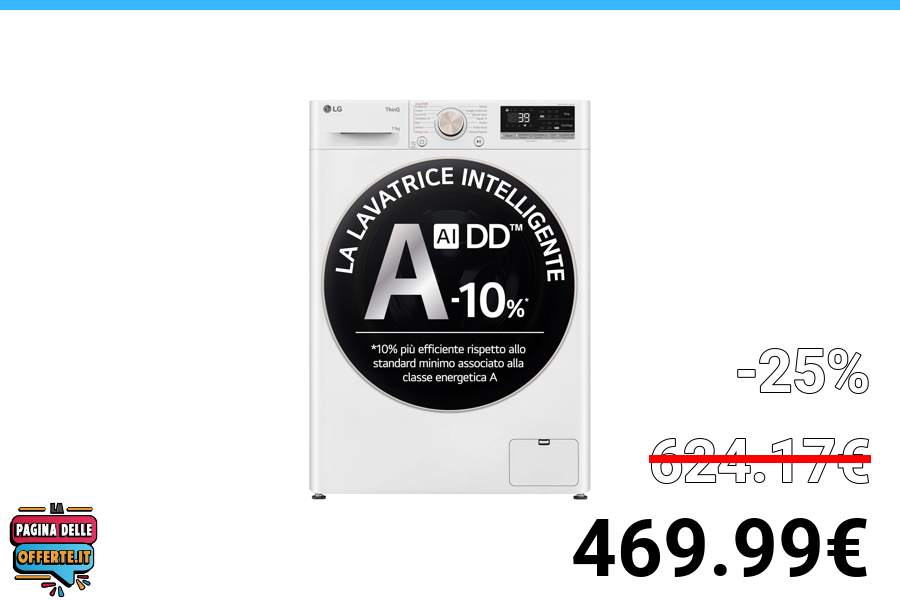 LG
ThinQ
39
LA LAVATRICE INTELLIGENTE
A AI DD™
-10%*
*10% più efficiente rispetto allo
standard minimo associato alla
classe energetica A
-25%
624.17€
469.99€
LA
PAGINA DELLE
OFFERTE.IT